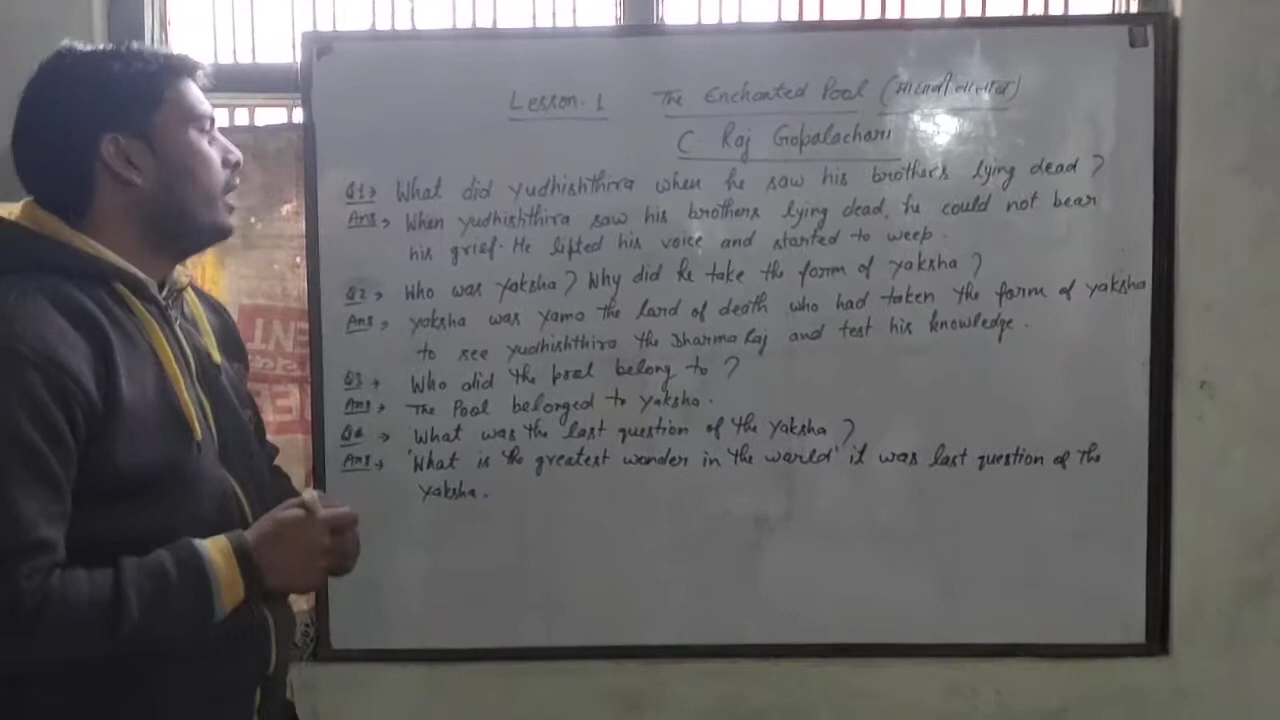 Lesson-1 The Enchanted Pool (मायावी तालाब)
C. Raj Gopalachari
Q1→ What did yudhishthira when he saw his brothers lying dead?
Ans→ When yudhishthira saw his brothers lying dead, he could not bear
his grief. He lifted his voice and started to weep.
Q2→ Who was yaksha? Why did he take the form of yaksha?
Ans→ yaksha was yama the lord of death who had taken the form of yaksha
to see yudhishthira the Dharma Raj and test his knowledge.
Q3→ Who did the pool belong to?
Ans→ The Pool belonged to yaksha.
Q4→ What was the last question of the yaksha?
Ans→ 'What is the greatest wonder in the world' it was last question of the
yaksha.